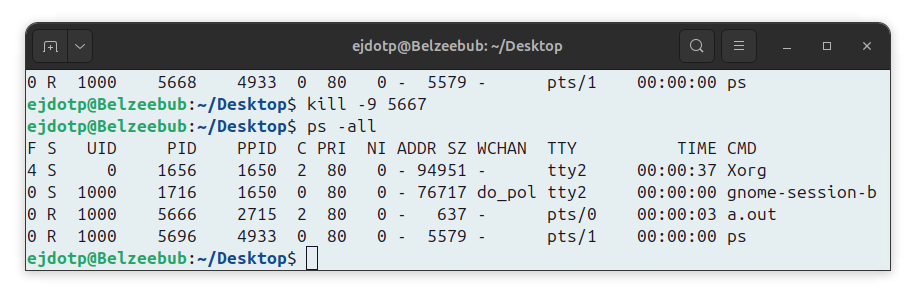 ejdotp@Belzeebub: ~/Desktop
0 R  1000    5668    4933  0  80   0 -  5579 -      pts/1    00:00:00 ps
ejdotp@Belzeebub:~/Desktop$ kill -9 5667
ejdotp@Belzeebub:~/Desktop$ ps -all
F S   UID     PID    PPID  C PRI  NI ADDR SZ WCHAN  TTY          TIME CMD
4 S     0    1656    1650  2  80   0 - 94951 -      tty2     00:00:37 Xorg
0 S  1000    1716    1650  0  80   0 - 76717 do_pol tty2     00:00:00 gnome-session-b
0 R  1000    5666    2715  2  80   0 -   637 -      pts/0    00:00:03 a.out
0 R  1000    5696    4933  0  80   0 -  5579 -      pts/1    00:00:00 ps
ejdotp@Belzeebub:~/Desktop$